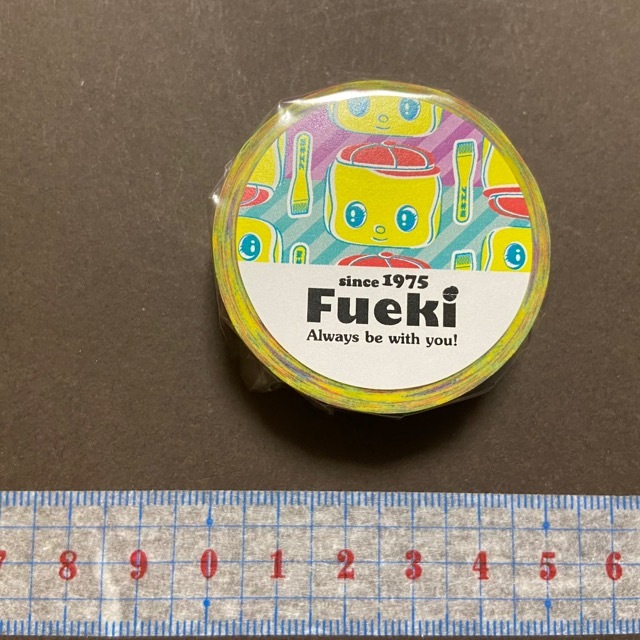 since 1975
Fueki
Always be with you!
7 8 9 0 1 2 3 4 5 6